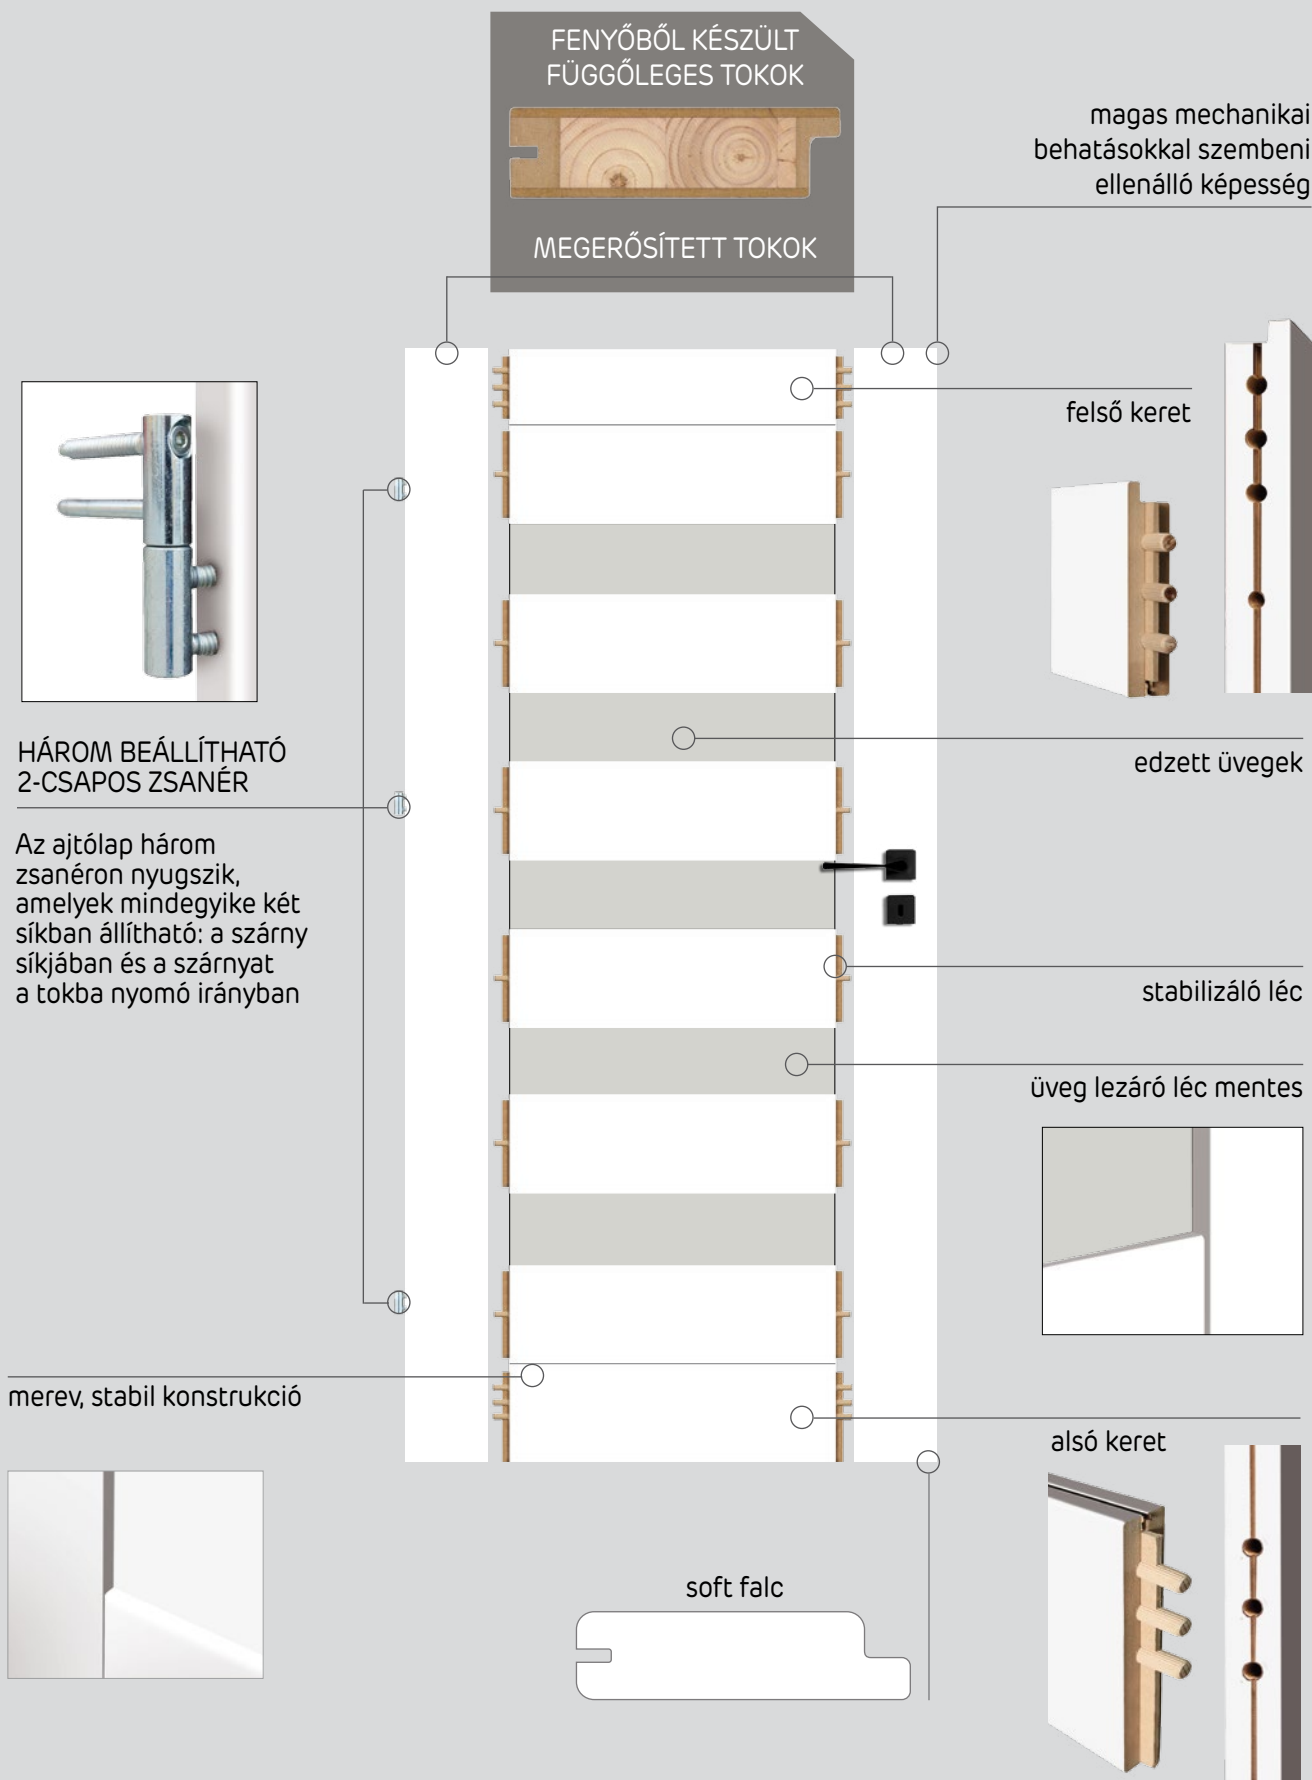 FENYŐBŐL KÉSZÜLT
FÜGGŐLEGES TOKOK
MEGERŐSÍTETT TOKOK
magas mechanikai
behatásokkal szembeni
ellenálló képesség
felső keret
HÁROM BEÁLLÍTHATÓ
2-CSAPOS ZSANÉR
Az ajtólap három
zsanéron nyugszik,
amelyek mindegyike két
síkban állítható: a szárny
síkjában és a szárnyat
a tokba nyomó irányban
edzett üvegek
stabilizáló léc
üveg lezáró léc mentes
merev, stabil konstrukció
alsó keret
soft falc